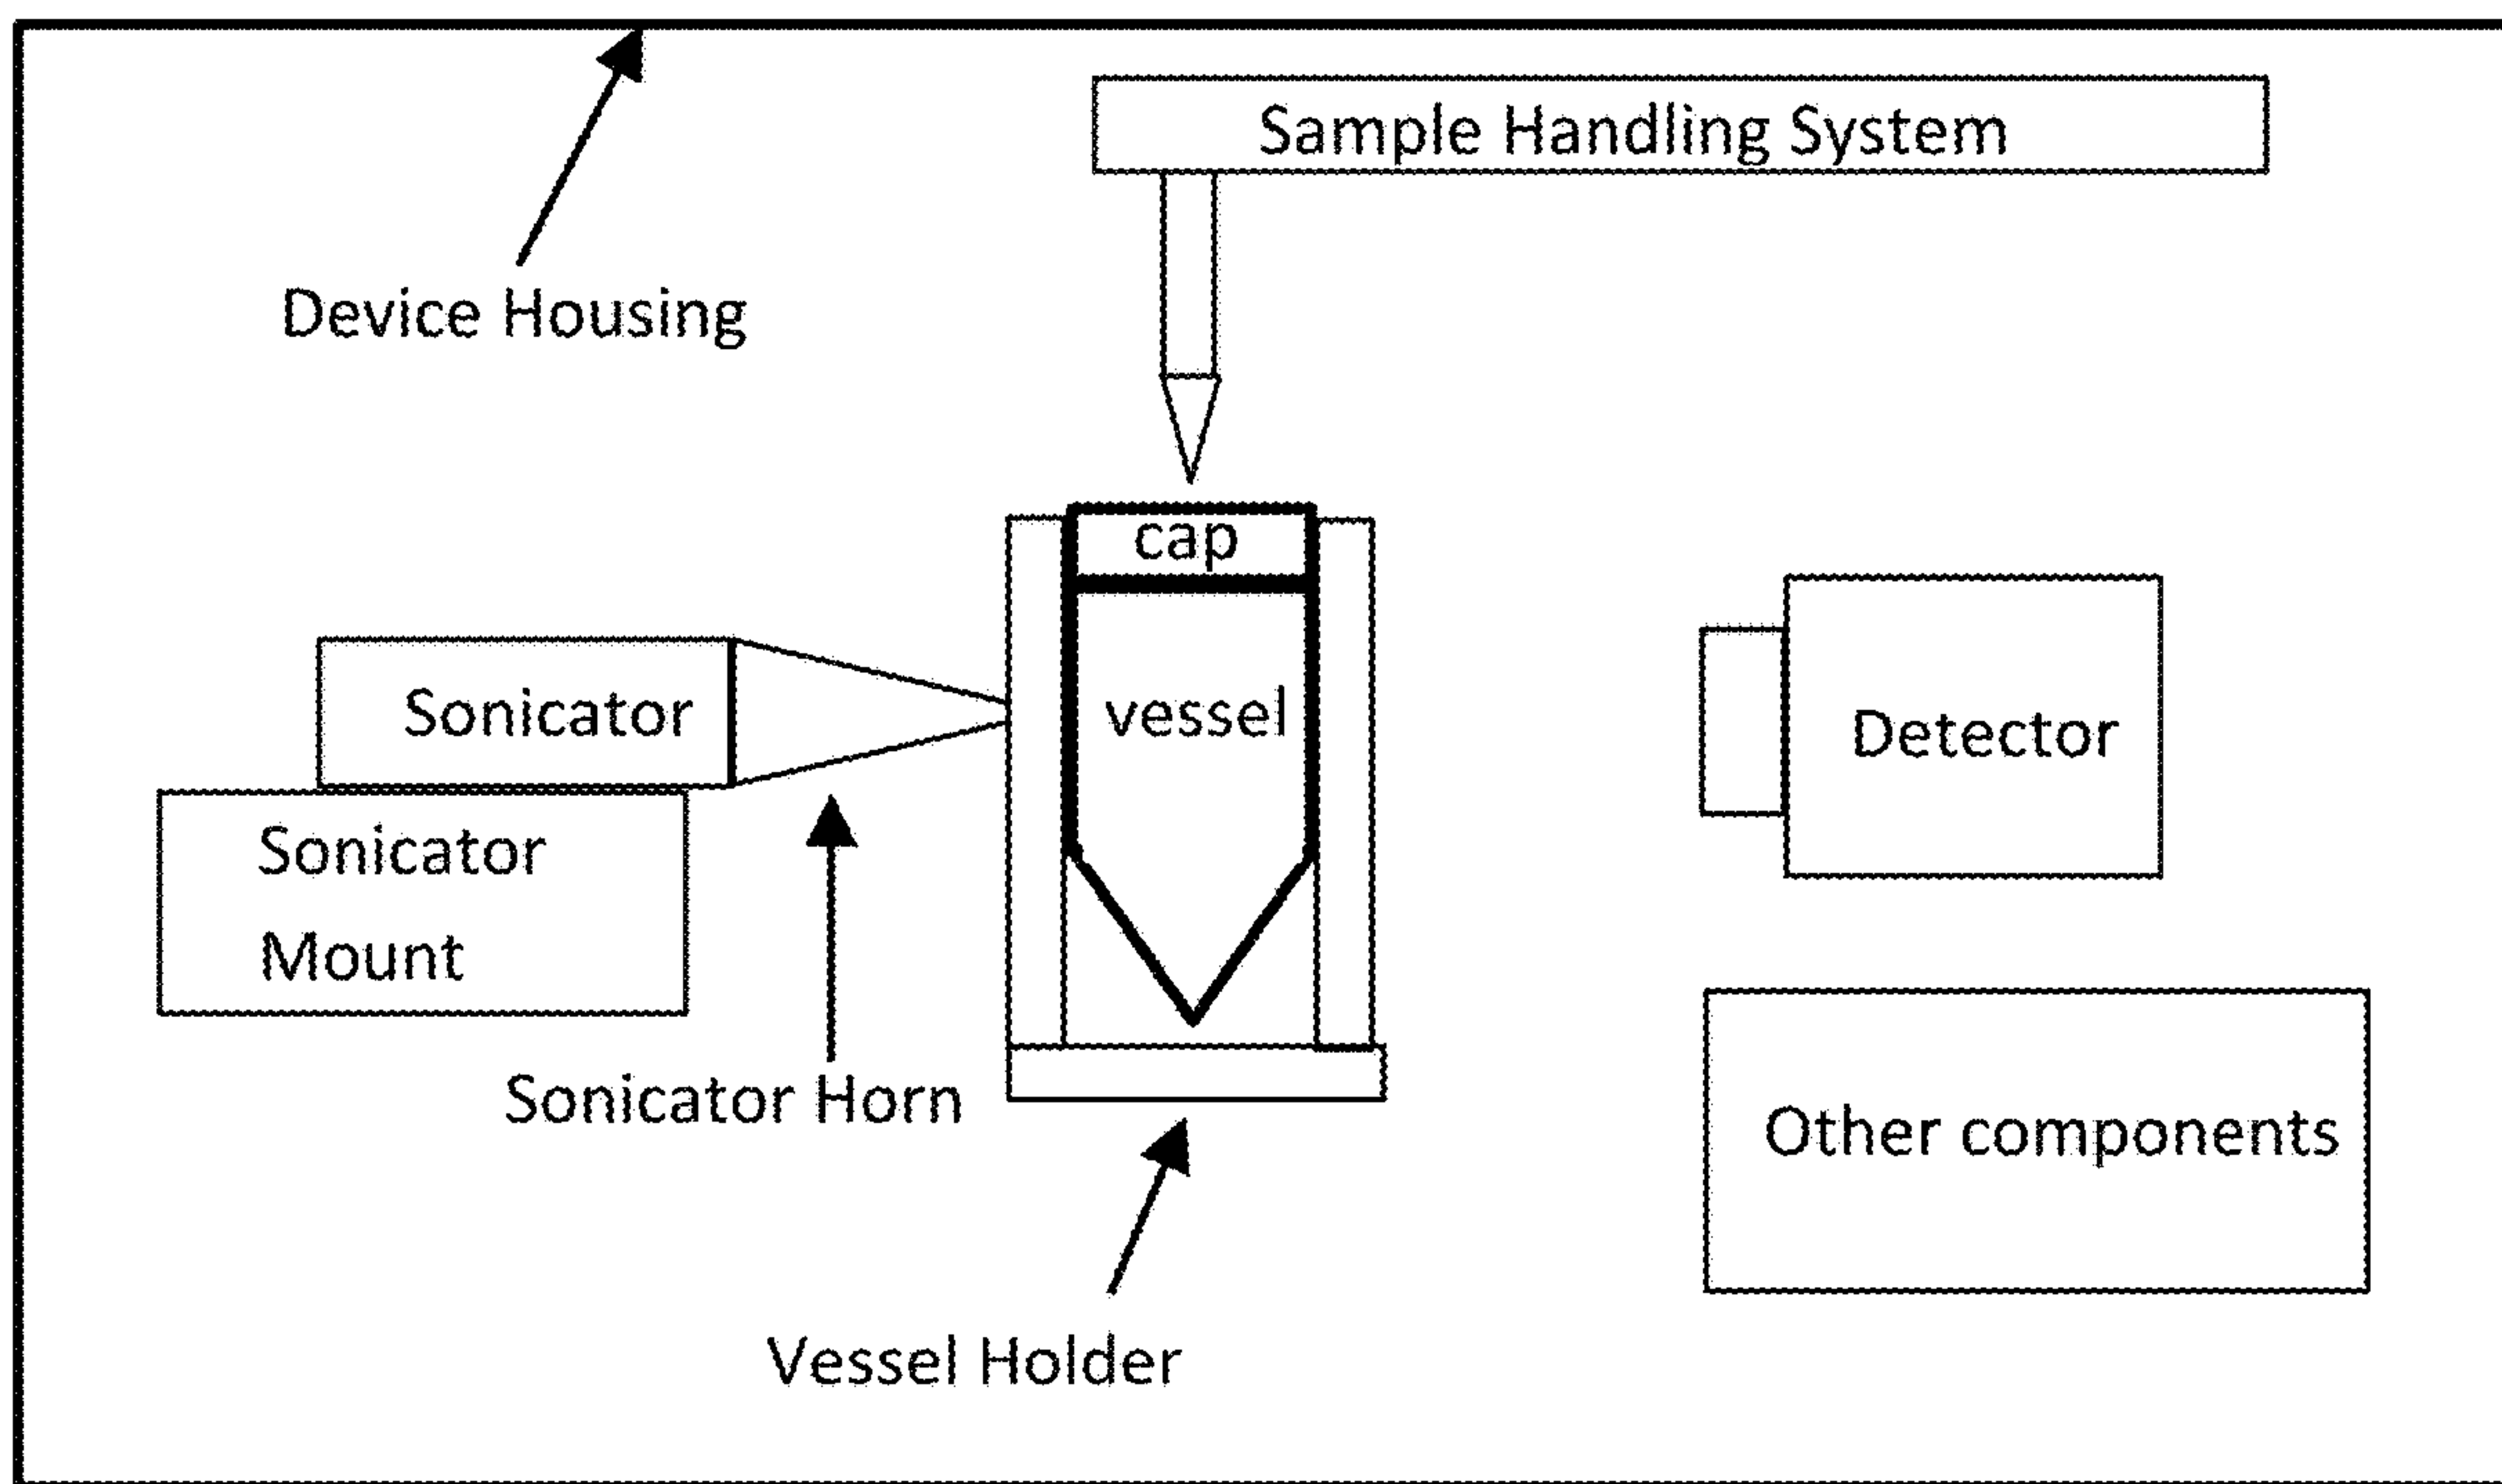 Sample Handling System
Device Housing
cap
Sonicator
vessel
Detector
Sonicator
Mount
Sonicator Horn
Other components
Vessel Holder